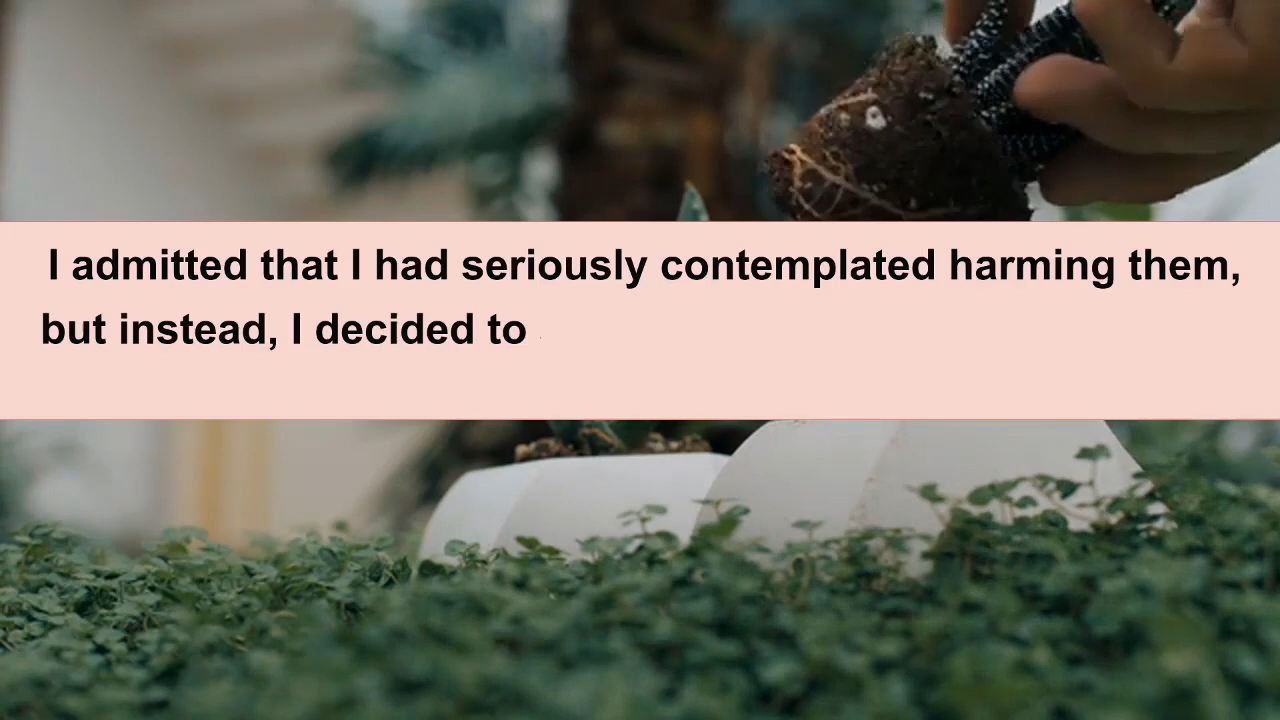 I admitted that I had seriously contemplated harming them,
but instead, I decided to